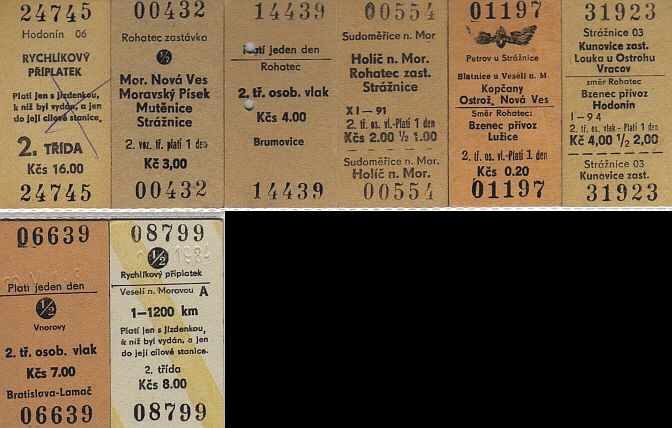 24745
Hodonín 06
RYCHLÍKOVÝ
PŘÍPLATEK
Platí jen s jízdenkou,
k níž byl vydán, a jen
do její cílové stanice.
2. TŘÍDA
Kčs 16.00
24745
00432
Rohatec zastávka
1/2
Mor. Nová Ves
Moravský Písek
Mutěnice
Strážnice
2. voz. tř. platí 1 den
Kč 3,00
00432
14439
Platí jeden den
Rohatec
2. tř. osob. vlak
Kčs 4.00
Brumovice
14439
00554
Sudoměřice n. Mor
Holíč n. Mor.
Rohatec zast.
Strážnice
X I – 91
2. tř. os. vl.-Platí 1 den
Kčs 2.00 1/2 1.00
Sudoměřice n. Mor.
Holíč n. Mor.
00554
01197
Petrov u Strážnice
Blatnice u Veselí n. M
Kopčany
Ostrož. Nová Ves
Směr Rohatec:
Bzenec přívoz
Lužice
2. tř. os. vl.-Platí 1 den
Kčs 0.20
01197
31923
Strážnice 03
Kunovice zast.
Louka u Ostrohu
Vracov
směr Rohatec
Bzenec přívoz
Hodonín
I – 9 4
2. tř. os. vlak - Platí 1 den
Kč 4,00 1/2 2,00
Strážnice 03
Kunovice zast.
31923
06639
Platí jeden den
1/2
Vnorovy
2. tř. osob. vlak
Kčs 7.00
Bratislava-Lamač
06639
08799
1/2
Rychlíkový příplatek
Veselí n. Moravou A
1–1200 km
Platí jen s jízdenkou,
k níž byl vydán, a jen
do její cílové stanice.
2. třída
Kčs 8.00
08799